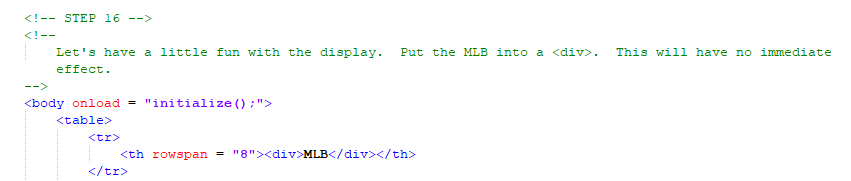 <!-- STEP 16 -->
<!--
Let's have a little fun with the display.  Put the MLB into a <div>.  This will have no immediate
effect.
-->
<body onload = "initialize();">
<table>
<tr>
<th rowspan = "8"><div>MLB</div></th>
</tr>